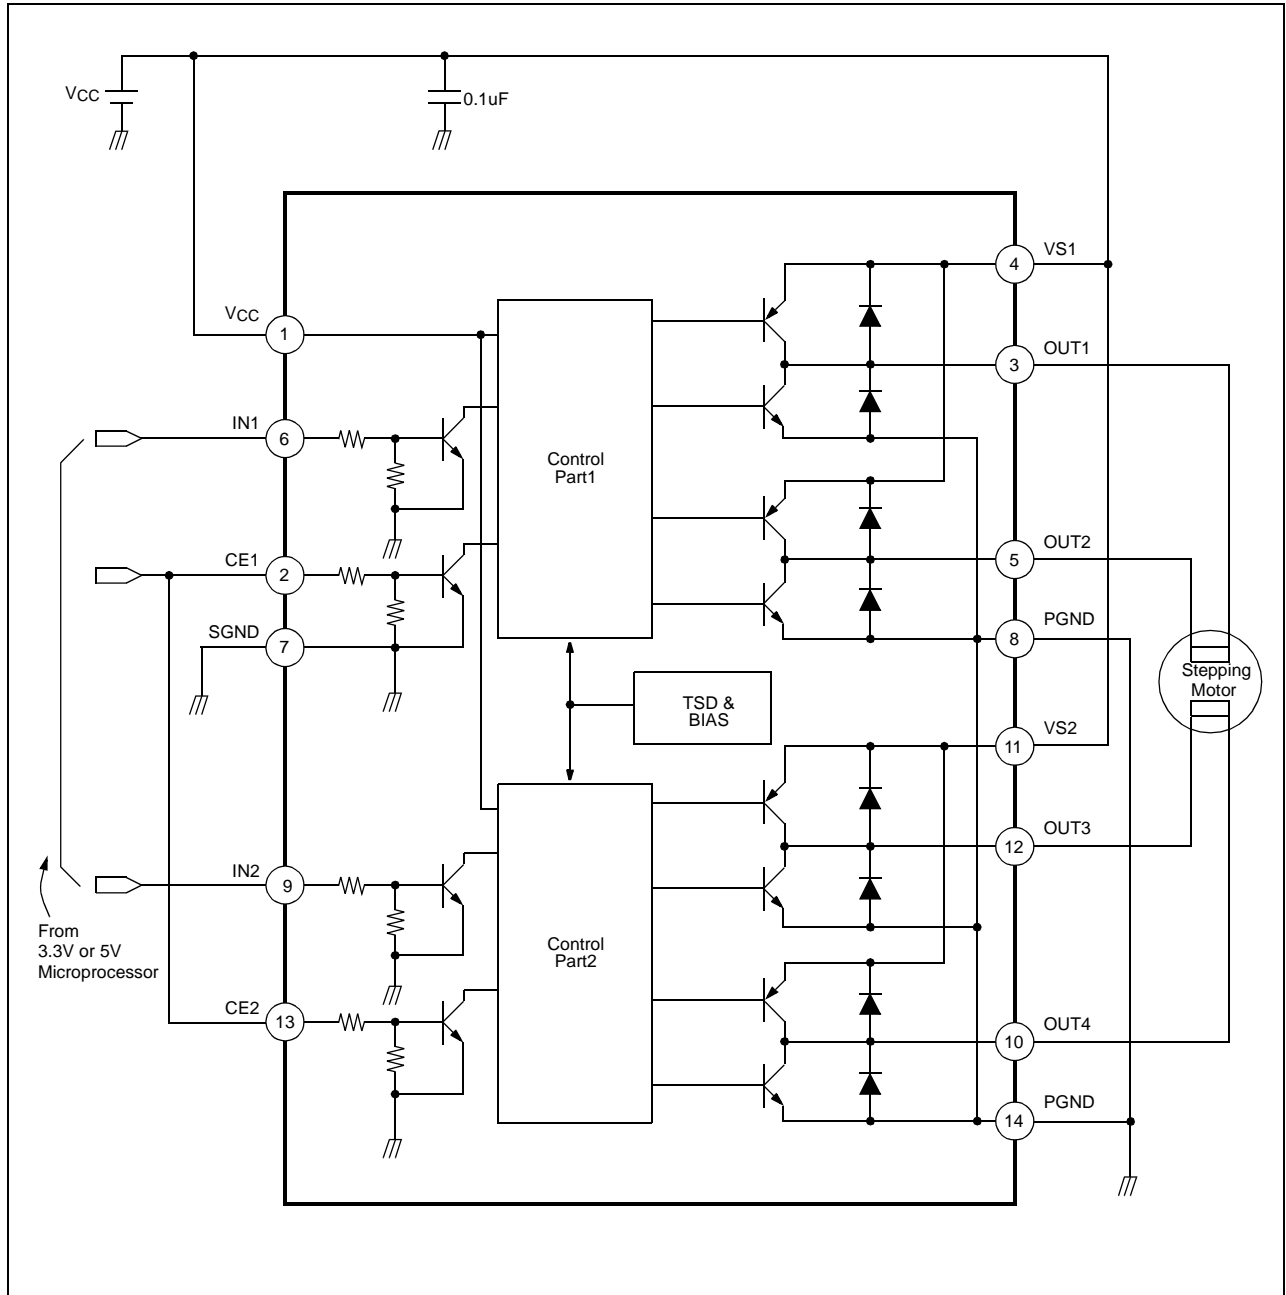 VCC
0.1uF
VS1
4
VCC
1
OUT1
3
IN1
6
Control
Part1
CE1
2
OUT2
5
SGND
7
PGND
8
Stepping
Motor
TSD &
BIAS
VS2
11
OUT3
12
IN2
9
From
3.3V or 5V
Microprocessor
Control
Part2
CE2
13
OUT4
10
PGND
14